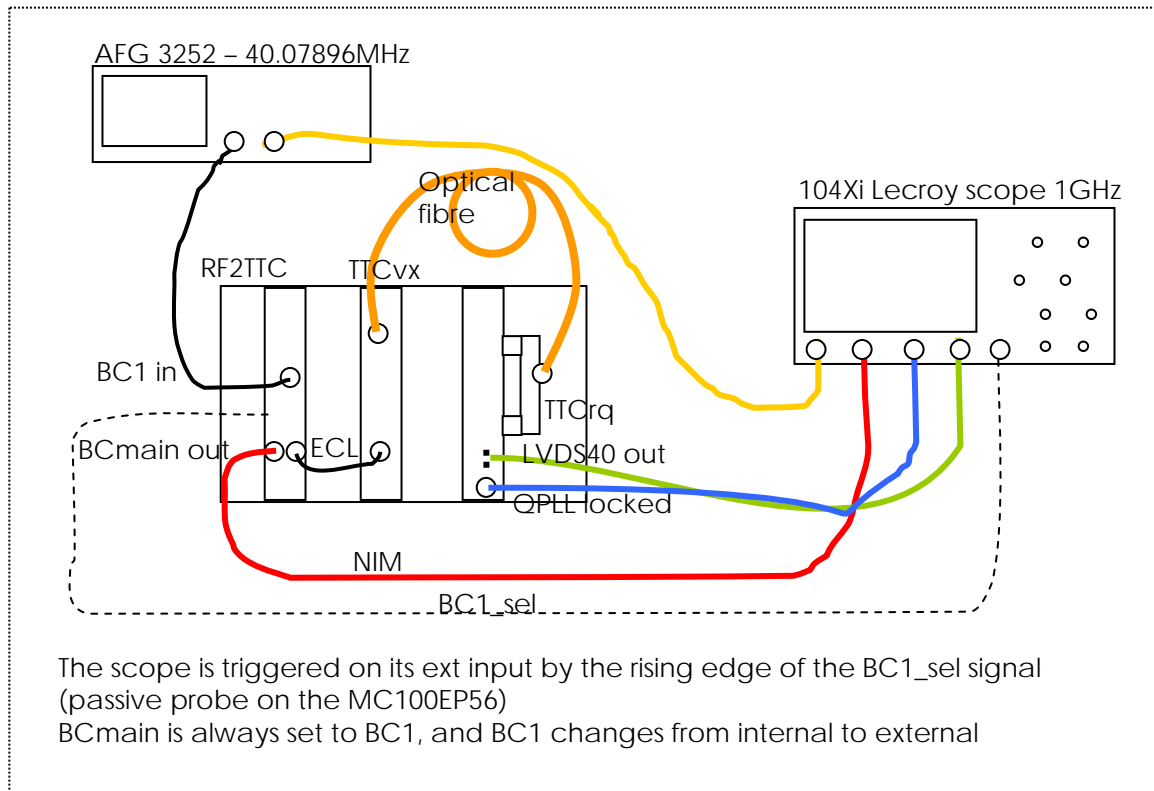 AFG 3252 – 40.07896MHz
Optical
fibre
104Xi Lecroy scope 1GHz
RF2TTC
TTCvx
BC1 in
TTCrq
BCmain out
ECL
LVDS40 out
QPLL locked
NIM
BC1_sel
The scope is triggered on its ext input by the rising edge of the BC1_sel signal
(passive probe on the MC100EP56)
BCmain is always set to BC1, and BC1 changes from internal to external